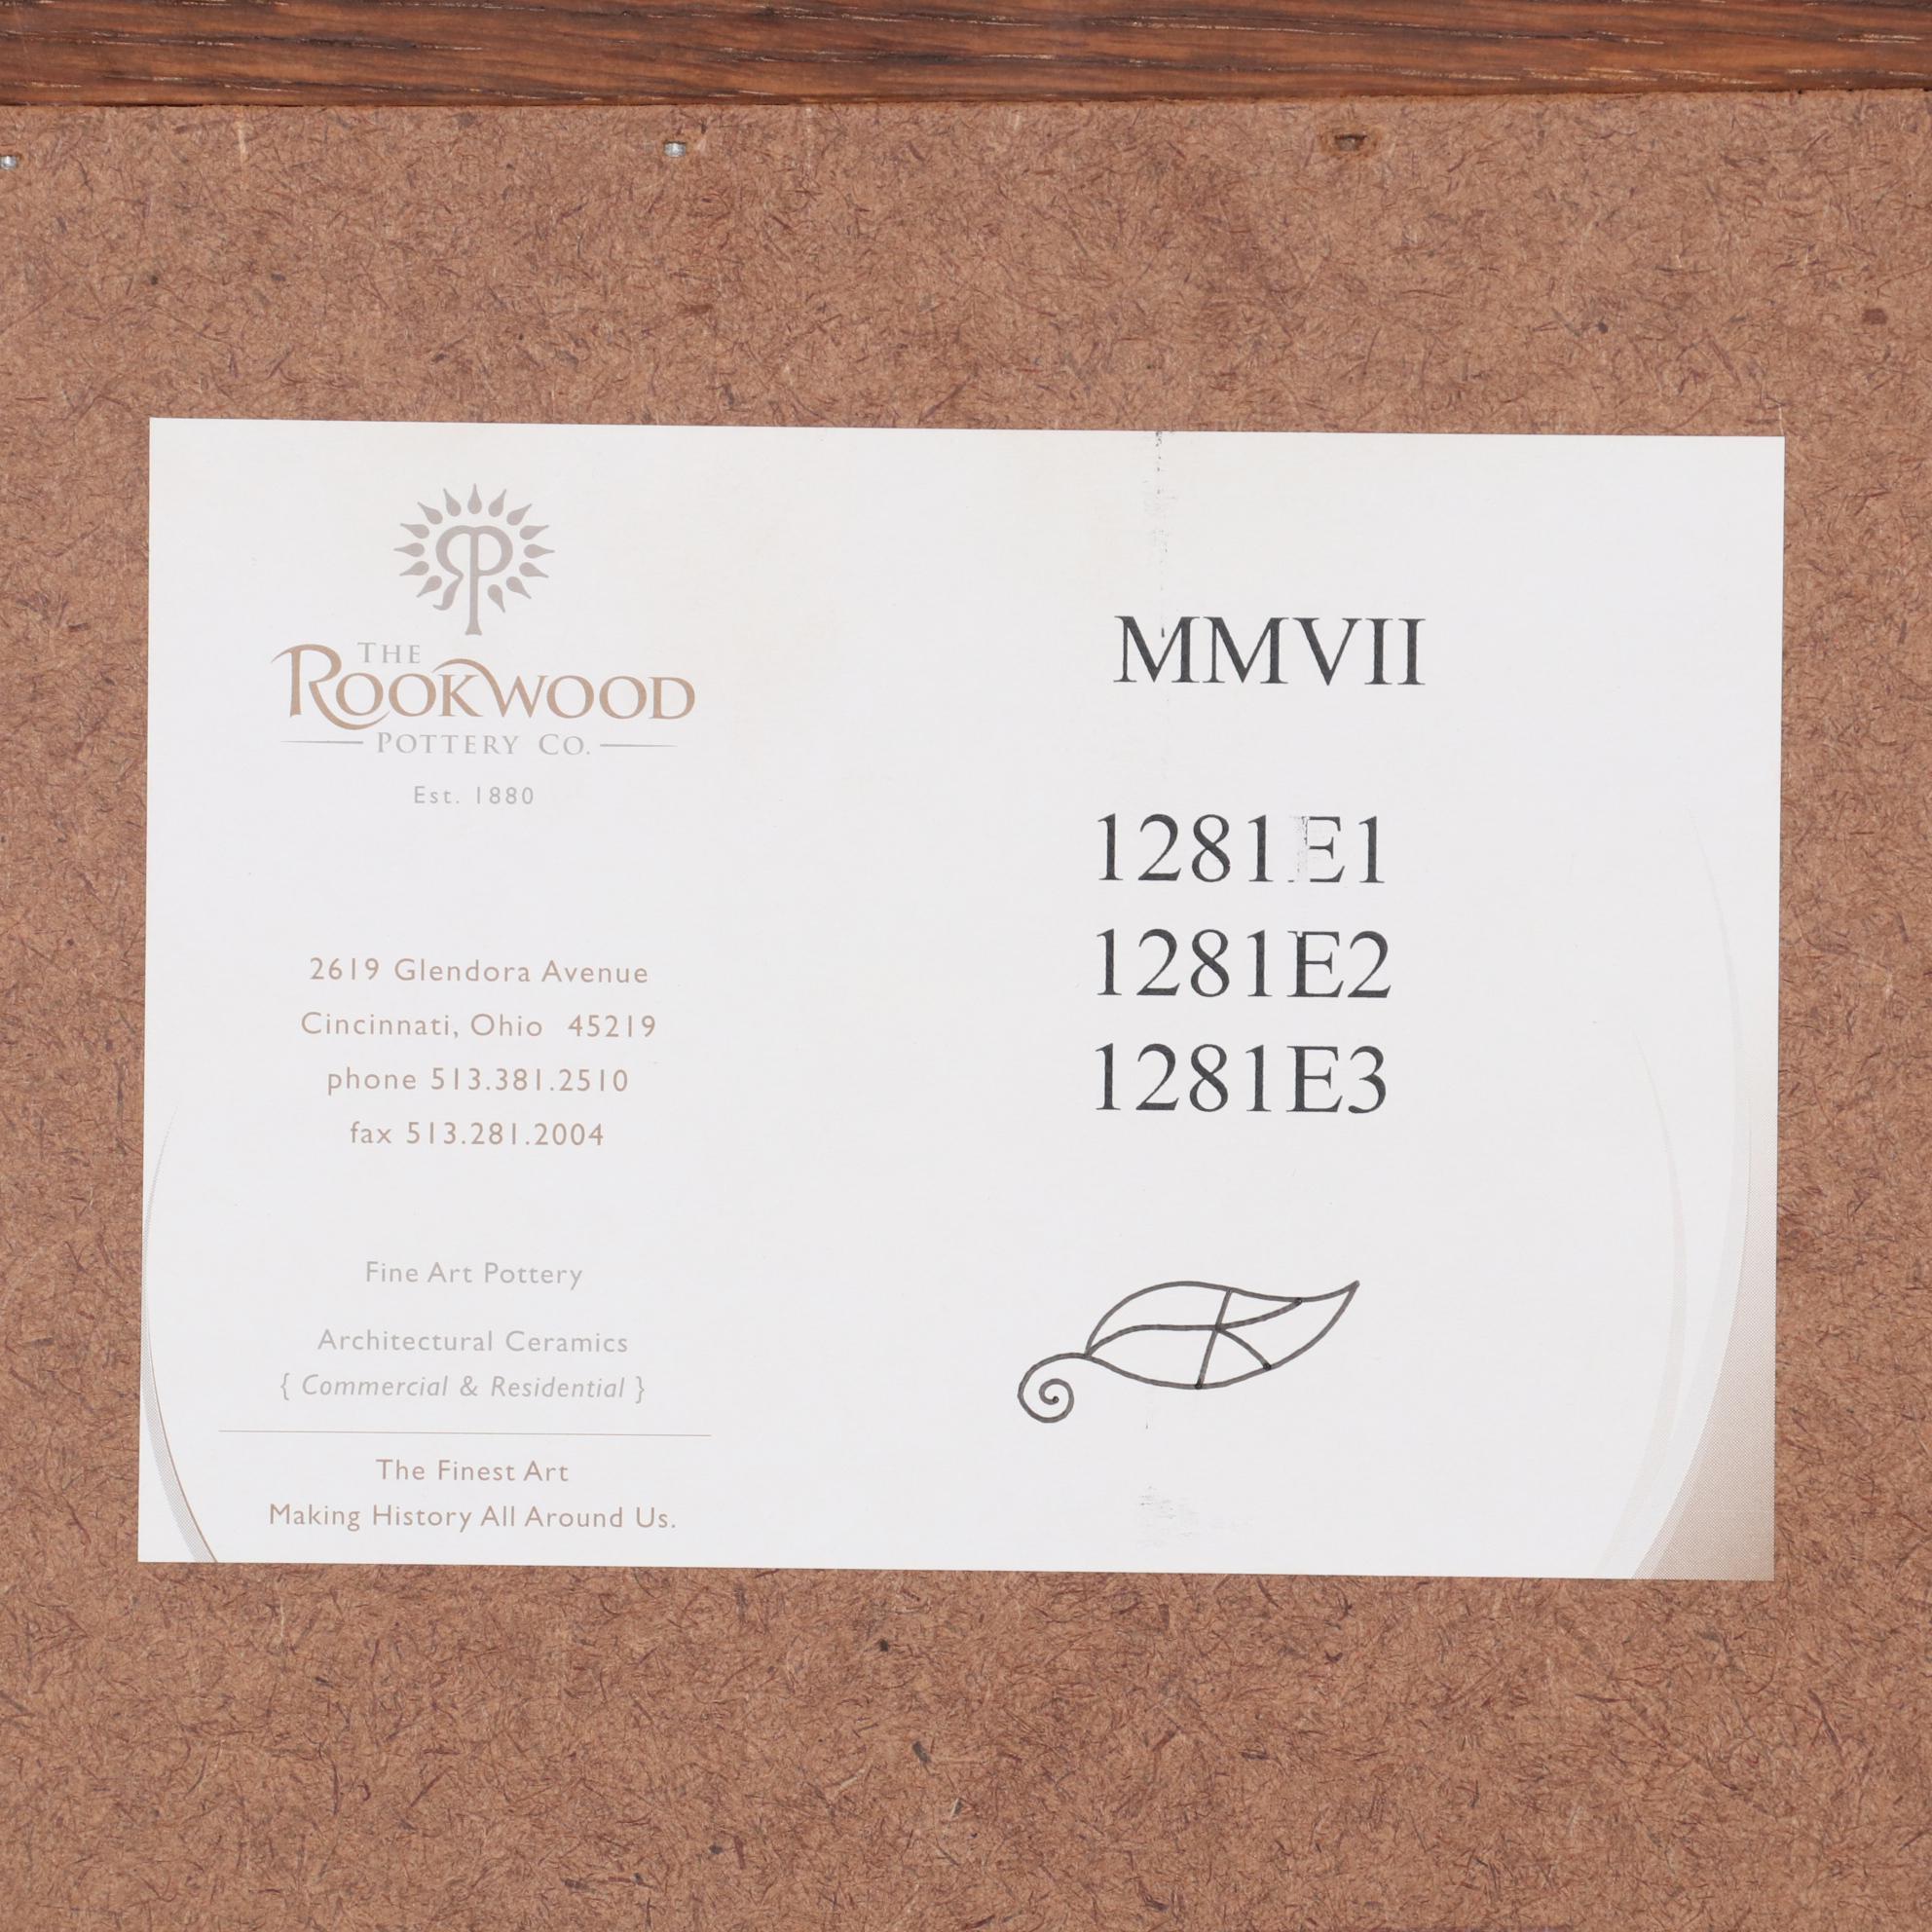 RP
THE
ROOKWOOD
POTTERY CO.
Est. 1880
2619 Glendora Avenue
Cincinnati, Ohio 45219
phone 513.381.2510
fax 513.281.2004
Fine Art Pottery
Architectural Ceramics
{ Commercial & Residential }
The Finest Art
Making History All Around Us.
MMVII
1281E1
1281E2
1281E3